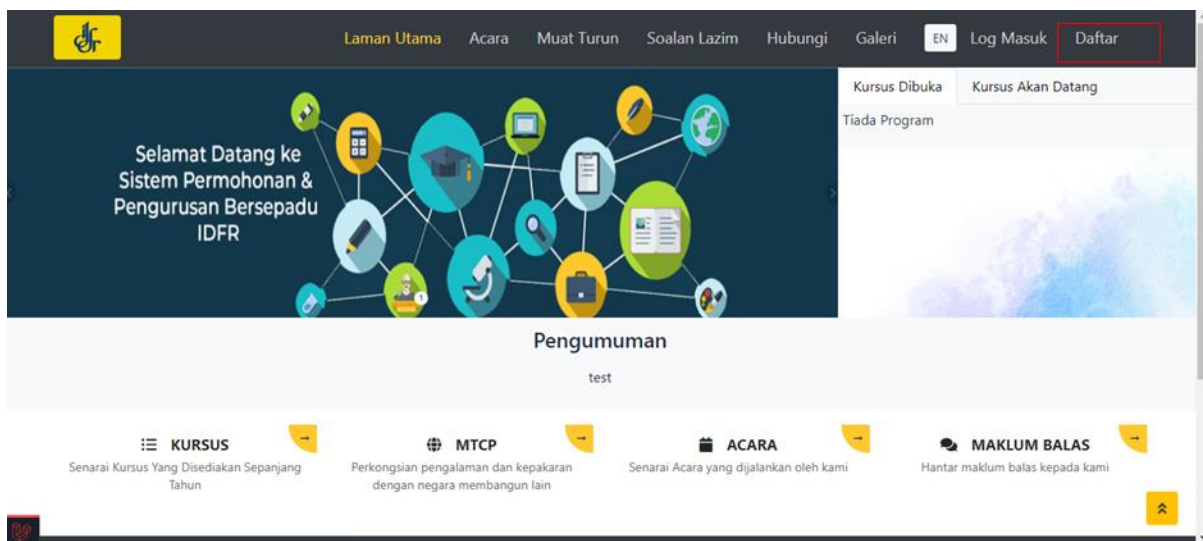 idfr
Laman Utama Acara Muat Turun Soalan Lazim Hubungi Galeri EN Log Masuk Daftar
Selamat Datang ke
Sistem Permohonan &
Pengurusan Bersepadu
IDFR
1
Kursus Dibuka Kursus Akan Datang
Tiada Program
Pengumuman
test
KURSUS
Senarai Kursus Yang Disediakan Sepanjang
Tahun
MTCP
Perkongsian pengalaman dan kepakaran
dengan negara membangun lain
ACARA
Senarai Acara yang dijalankan oleh kami
MAKLUM BALAS
Hantar maklum balas kepada kami